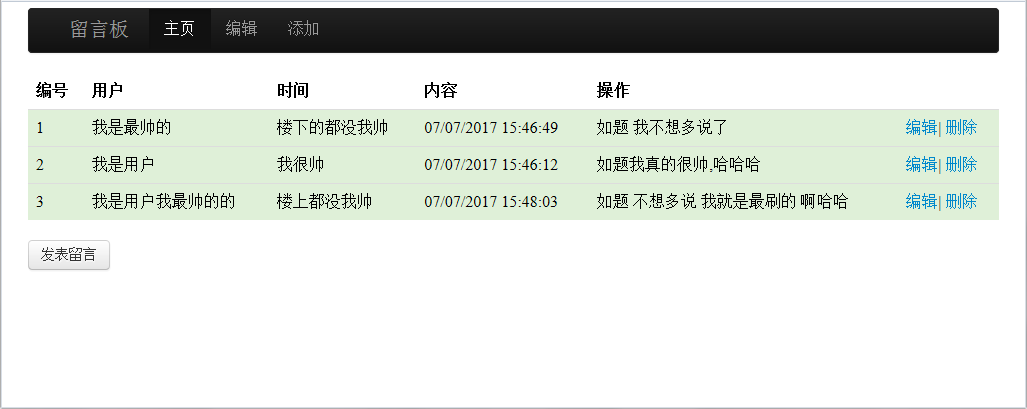 留言板 主页 编辑 添加
编号 用户 时间 内容 操作
1 我是最帅的 楼下的都没我帅 07/07/2017 15:46:49 如题 我不想多说了 编辑| 删除
2 我是用户 我很帅 07/07/2017 15:46:12 如题我真的很帅,哈哈哈 编辑| 删除
3 我是用户我最帅的的 楼上都没我帅 07/07/2017 15:48:03 如题 不想多说 我就是最刷的 啊哈哈 编辑| 删除
发表留言